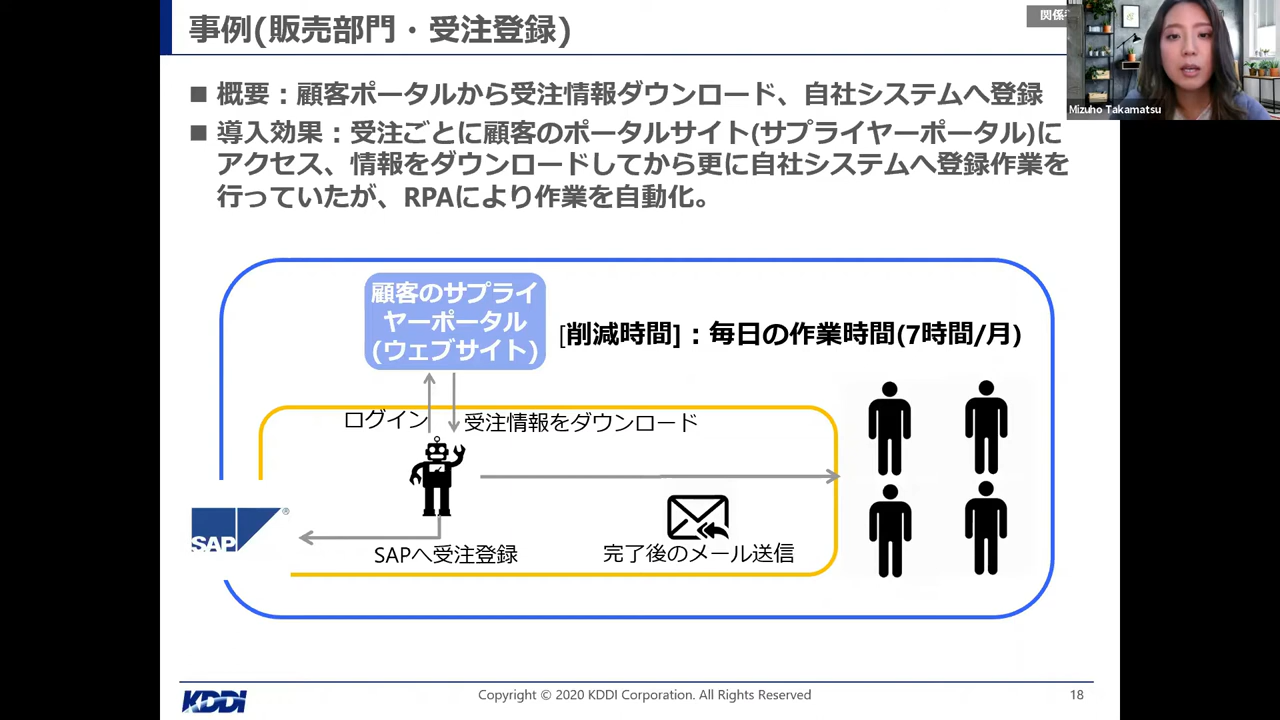 事例(販売部門・受注登録)
関係
Mizuho Takamatsu
■ 概要：顧客ポータルから受注情報ダウンロード、自社システムへ登録
■ 導入効果：受注ごとに顧客のポータルサイト(サプライヤーポータル)に
アクセス、情報をダウンロードしてから更に自社システムへ登録作業を
行っていたが、RPAにより作業を自動化。
顧客のサプライ
ヤーポータル
(ウェブサイト)
[削減時間]：毎日の作業時間(7時間/月)
ログイン
受注情報をダウンロード
SAP
®
SAPへ受注登録
完了後のメール送信
KDDI
Copyright © 2020 KDDI Corporation. All Rights Reserved
18